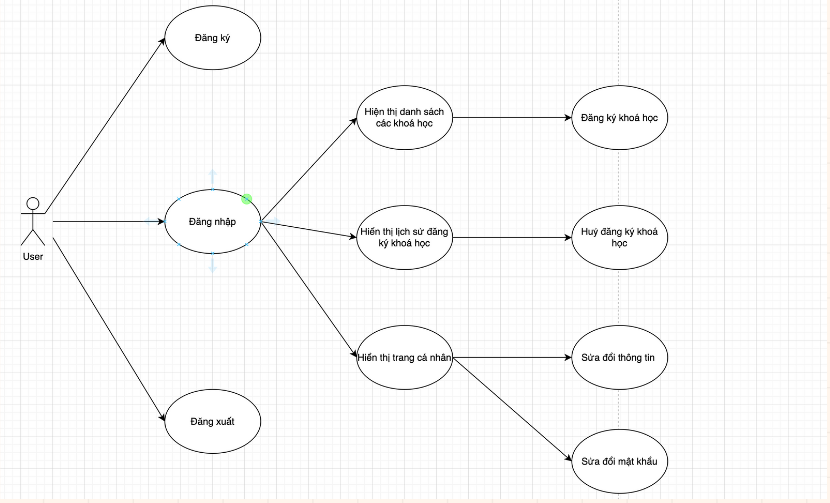 Đăng ký
Hiện thị danh sách
các khoá học
Đăng ký khoá học
Đăng nhập
Hiển thị lịch sử đăng
ký khoá học
Huỷ đăng ký khoá
học
User
Hiển thị trang cá nhân
Sửa đổi thông tin
Đăng xuất
Sửa đổi mật khẩu